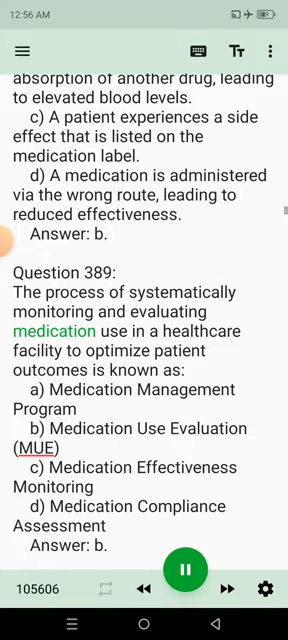 12:56 AM
absorption of another drug, leading
to elevated blood levels.
c) A patient experiences a side
effect that is listed on the
medication label.
d) A medication is administered
via the wrong route, leading to
reduced effectiveness.
Answer: b.
Question 389:
The process of systematically
monitoring and evaluating
medication use in a healthcare
facility to optimize patient
outcomes is known as:
a) Medication Management
Program
b) Medication Use Evaluation
(MUE)
c) Medication Effectiveness
Monitoring
d) Medication Compliance
Assessment
Answer: b.
105606